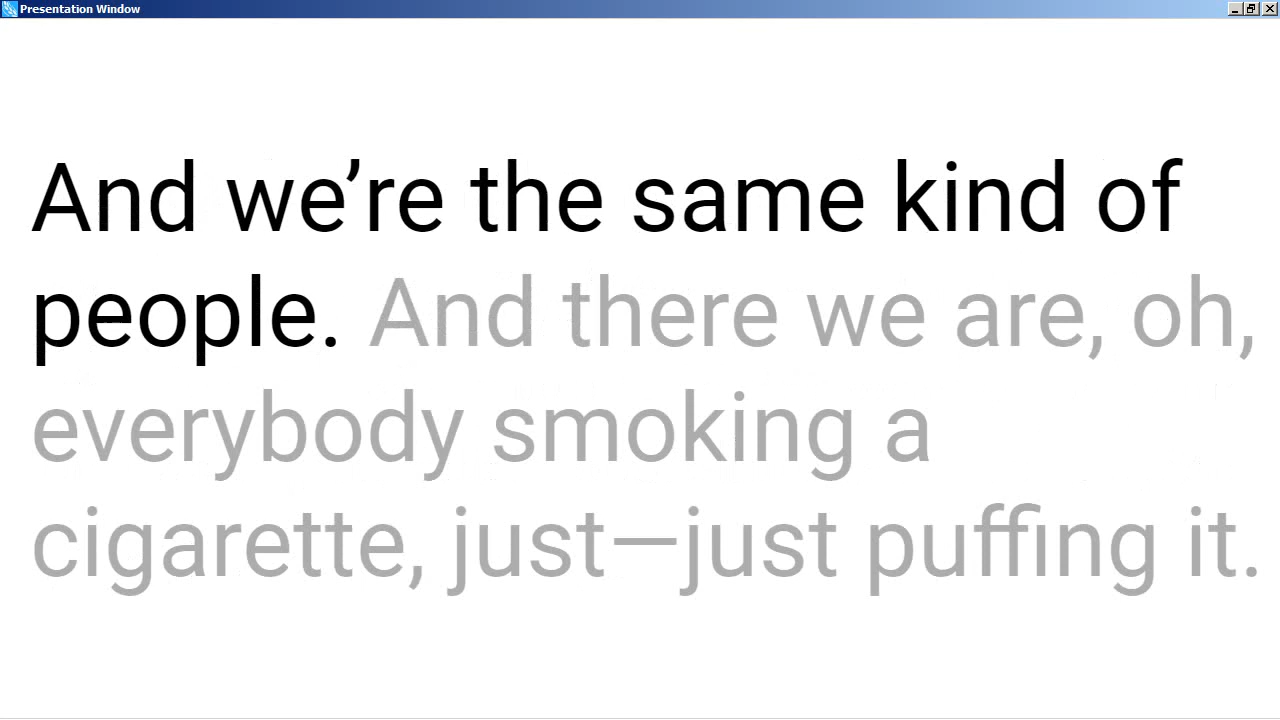 Presentation Window
And we’re the same kind of
people. And there we are, oh,
everybody smoking a
cigarette, just—just puffing it.